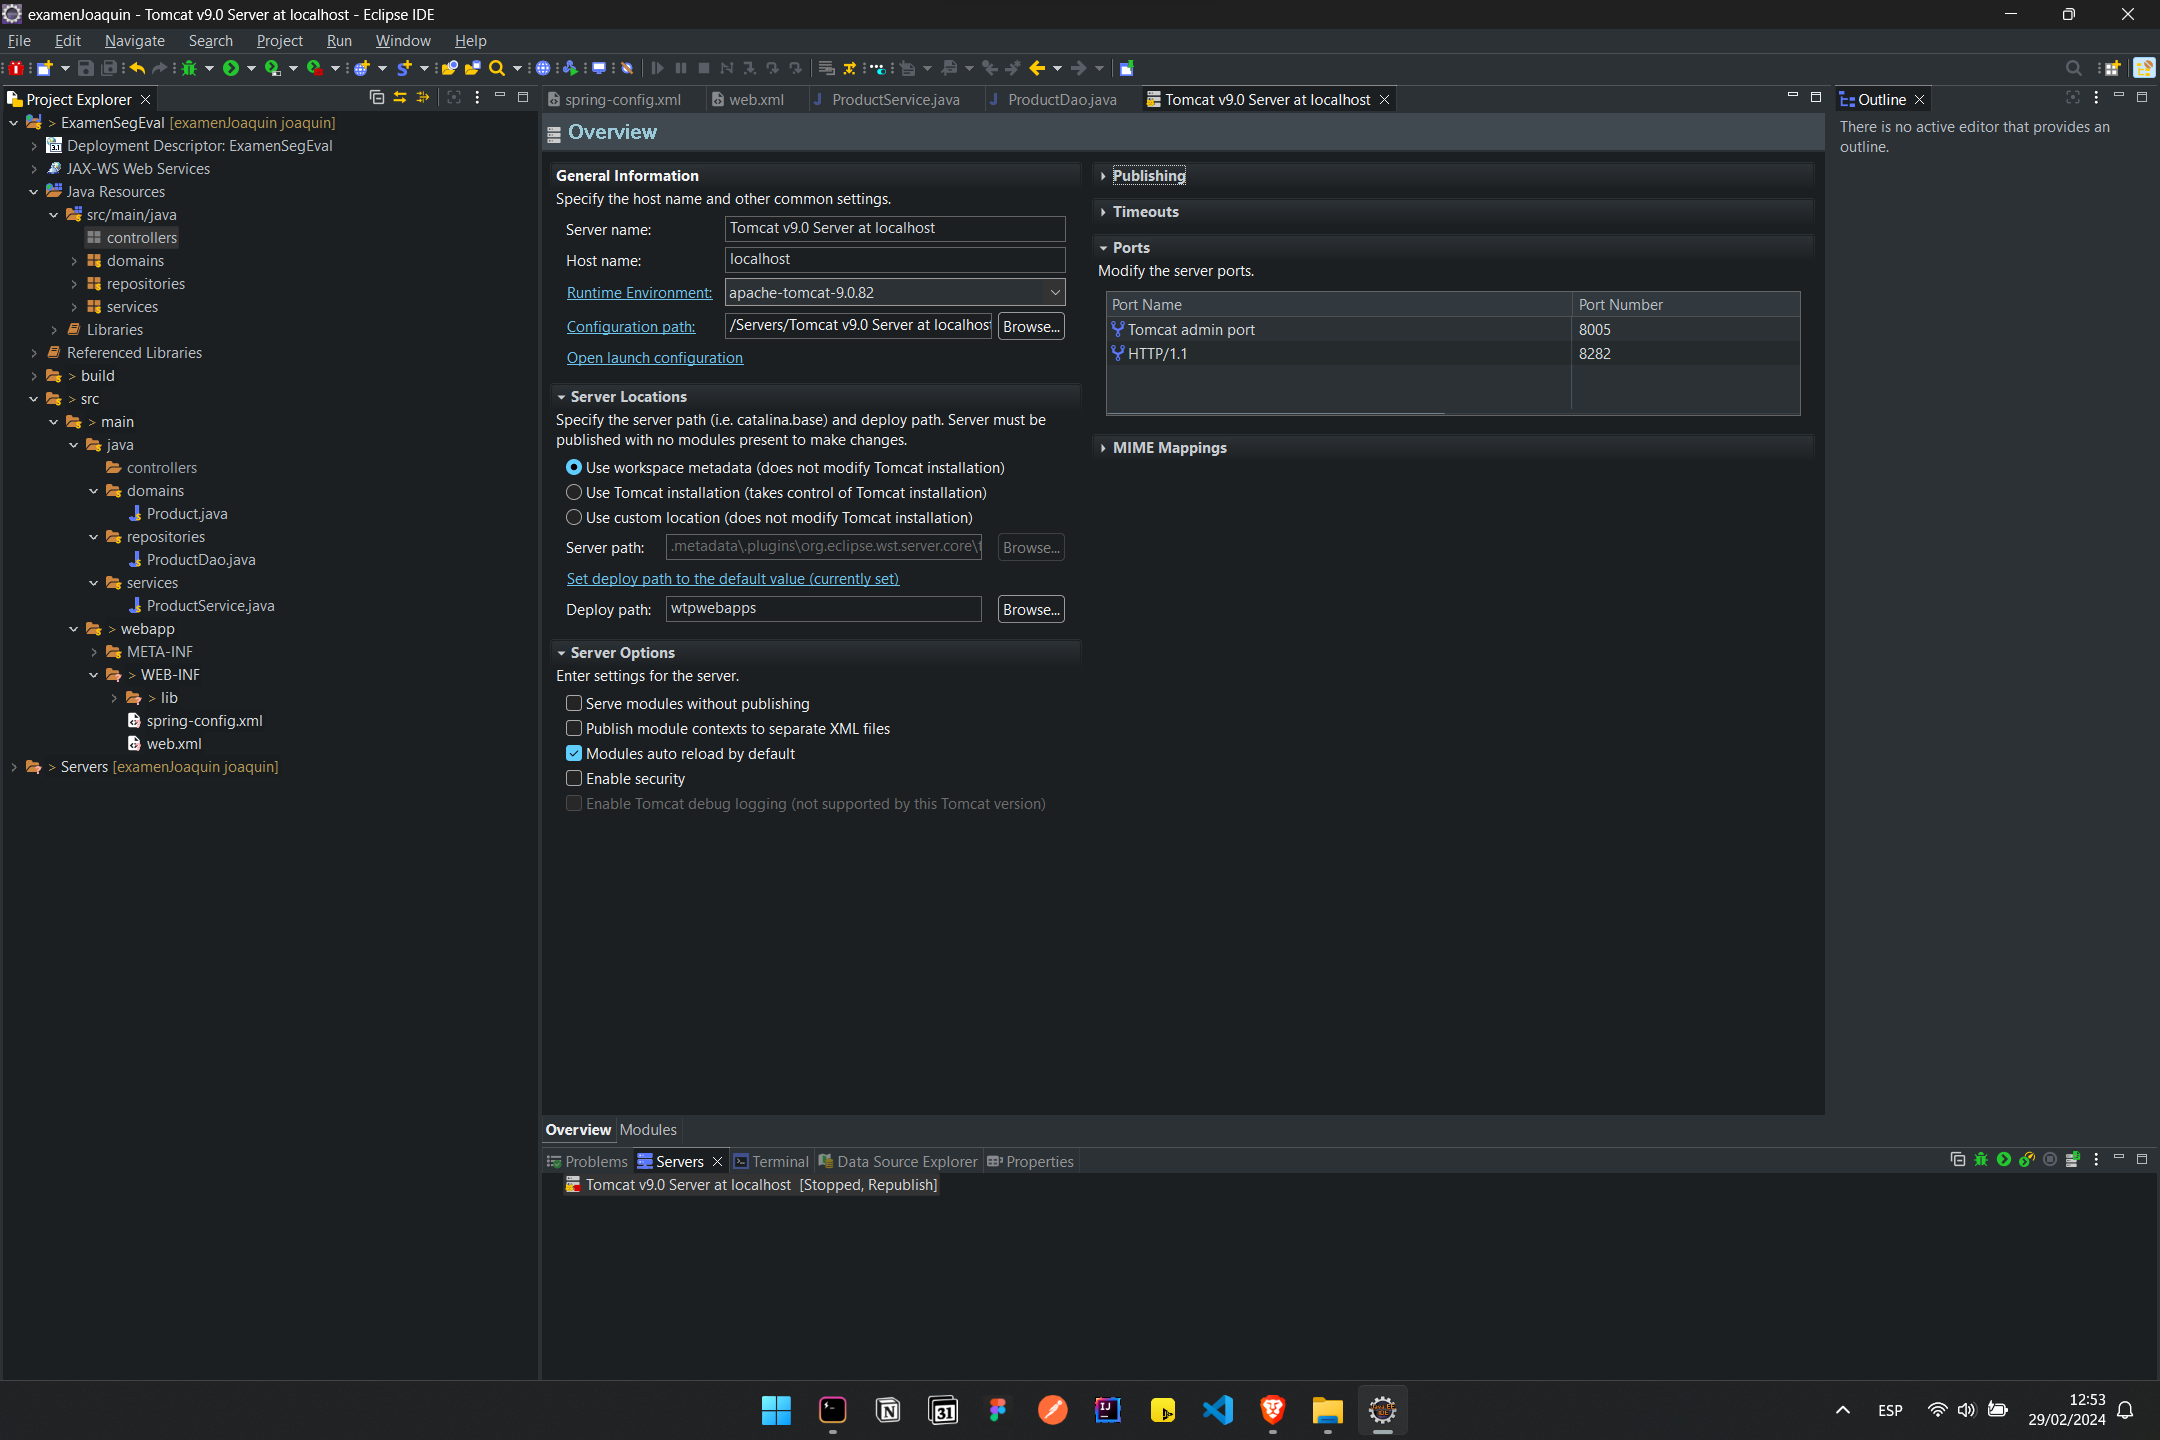 examenJoaquin - Tomcat v9.0 Server at localhost - Eclipse IDE
File Edit Navigate Search Project Run Window Help
Project Explorer
> ExamenSegEval [examenJoaquin joaquin]
Deployment Descriptor: ExamenSegEval
JAX-WS Web Services
Java Resources
src/main/java
controllers
domains
repositories
services
Libraries
Referenced Libraries
> build
> src
> main
java
controllers
domains
Product.java
repositories
ProductDao.java
services
ProductService.java
> webapp
META-INF
> WEB-INF
> lib
spring-config.xml
web.xml
> Servers [examenJoaquin joaquin]
spring-config.xml web.xml ProductService.java ProductDao.java Tomcat v9.0 Server at localhost
Overview
General Information
Specify the host name and other common settings.
Server name: Tomcat v9.0 Server at localhost
Host name: localhost
Runtime Environment: apache-tomcat-9.0.82
Configuration path: /Servers/Tomcat v9.0 Server at localhost Browse...
Open launch configuration
Server Locations
Specify the server path (i.e. catalina.base) and deploy path. Server must be
published with no modules present to make changes.
Use workspace metadata (does not modify Tomcat installation)
Use Tomcat installation (takes control of Tomcat installation)
Use custom location (does not modify Tomcat installation)
Server path: .metadata\.plugins\org.eclipse.wst.server.core\t Browse...
Set deploy path to the default value (currently set)
Deploy path: wtpwebapps Browse...
Server Options
Enter settings for the server.
Serve modules without publishing
Publish module contexts to separate XML files
Modules auto reload by default
Enable security
Enable Tomcat debug logging (not supported by this Tomcat version)
Publishing
Timeouts
Ports
Modify the server ports.
Port Name Port Number
Tomcat admin port 8005
HTTP/1.1 8282
MIME Mappings
Outline
There is no active editor that provides an
outline.
Overview Modules
Problems Servers Terminal Data Source Explorer Properties
Tomcat v9.0 Server at localhost [Stopped, Republish]
31
IJ
ESP
12:53
29/02/2024